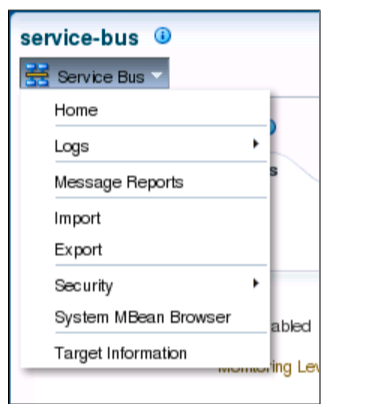 service-bus
Service Bus
Home
Logs
s
Message Reports
Import
Export
Security
System MBean Browser
abled
Target Information
Monitoring Lev